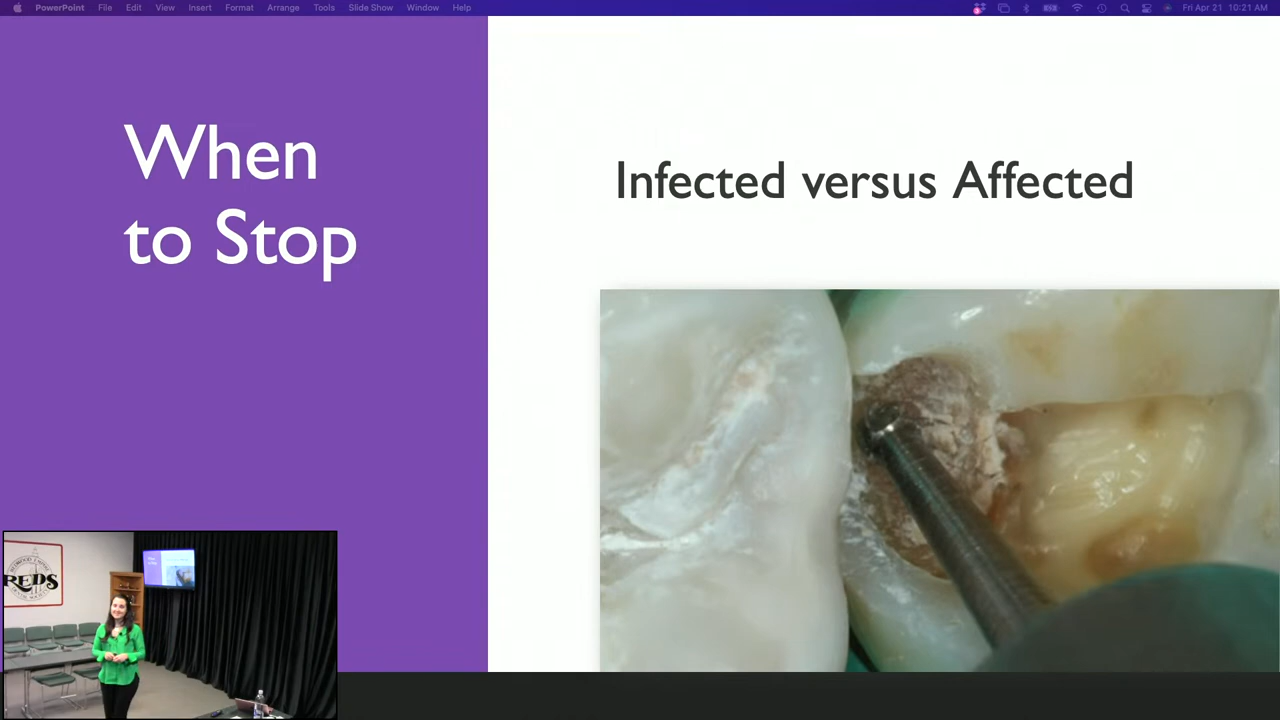 PowerPoint File Edit View Insert Format Arrange Tools Slide Show Window Help Fri Apr 21 10:21 AM
When
to Stop
Infected versus Affected
REDS